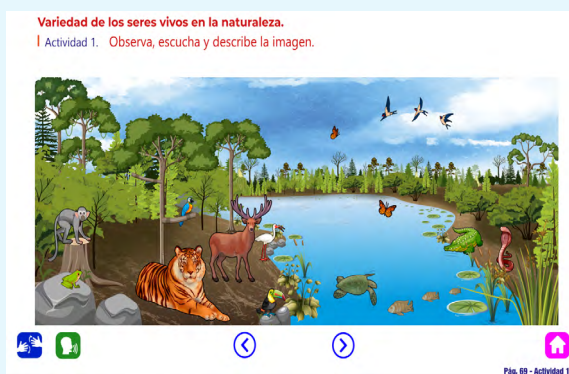 Variedad de los seres vivos en la naturaleza.
Actividad 1. Observa, escucha y describe la imagen.
Pág. 69 - Actividad 1